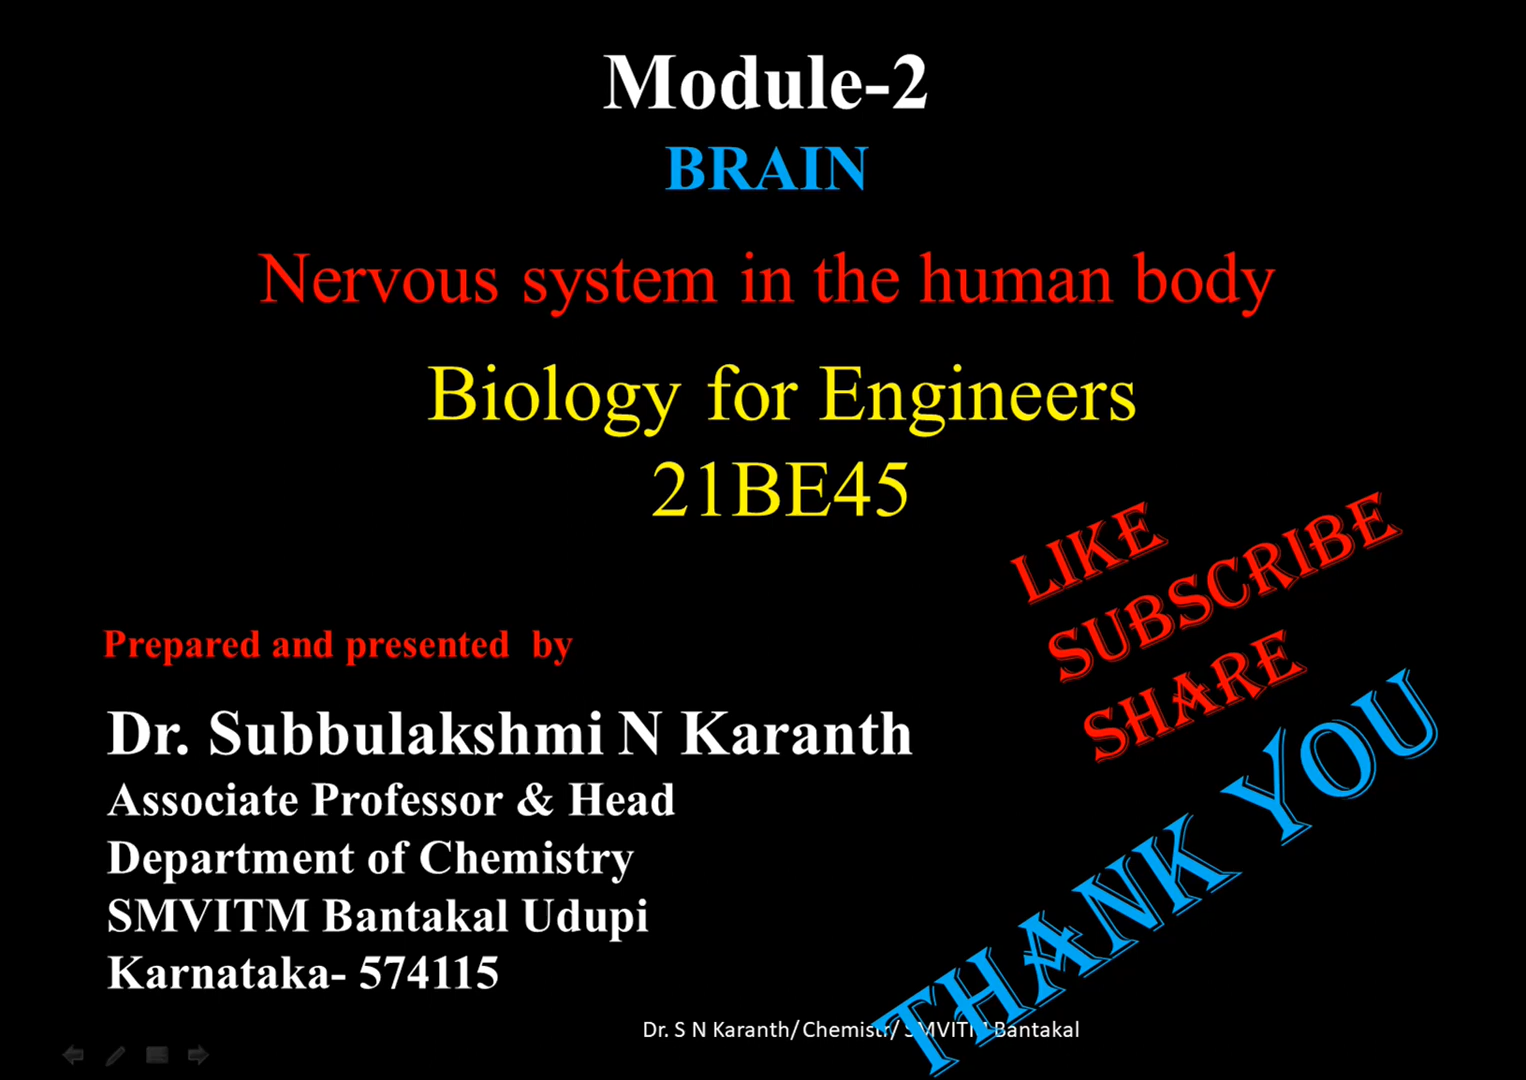 Module-2
BRAIN
Nervous system in the human body
Biology for Engineers
21BE45
LIKE
SUBSCRIBE
SHARE
THANK YOU
Prepared and presented by
Dr. Subbulakshmi N Karanth
Associate Professor & Head
Department of Chemistry
SMVITM Bantakal Udupi
Karnataka- 574115
Dr. S N Karanth/ Chemistr/ SMVITM Bantakal